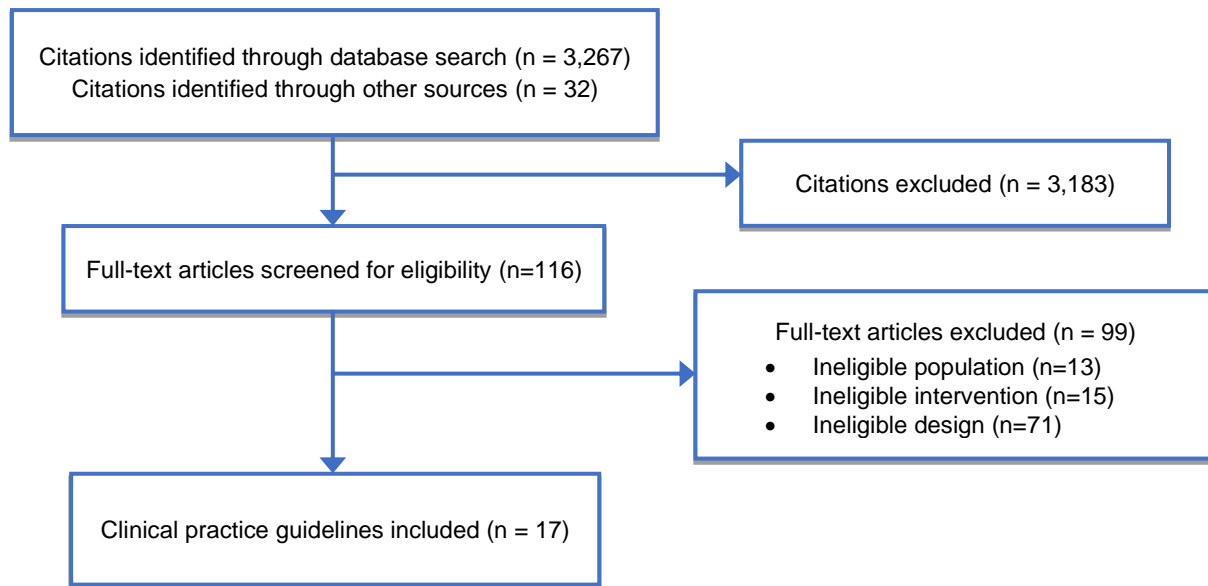 Citations identified through database search (n = 3,267)
Citations identified through other sources (n = 32)
Citations excluded (n = 3,183)
Full-text articles screened for eligibility (n=116)
Full-text articles excluded (n = 99)
• Ineligible population (n=13)
• Ineligible intervention (n=15)
• Ineligible design (n=71)
Clinical practice guidelines included (n = 17)